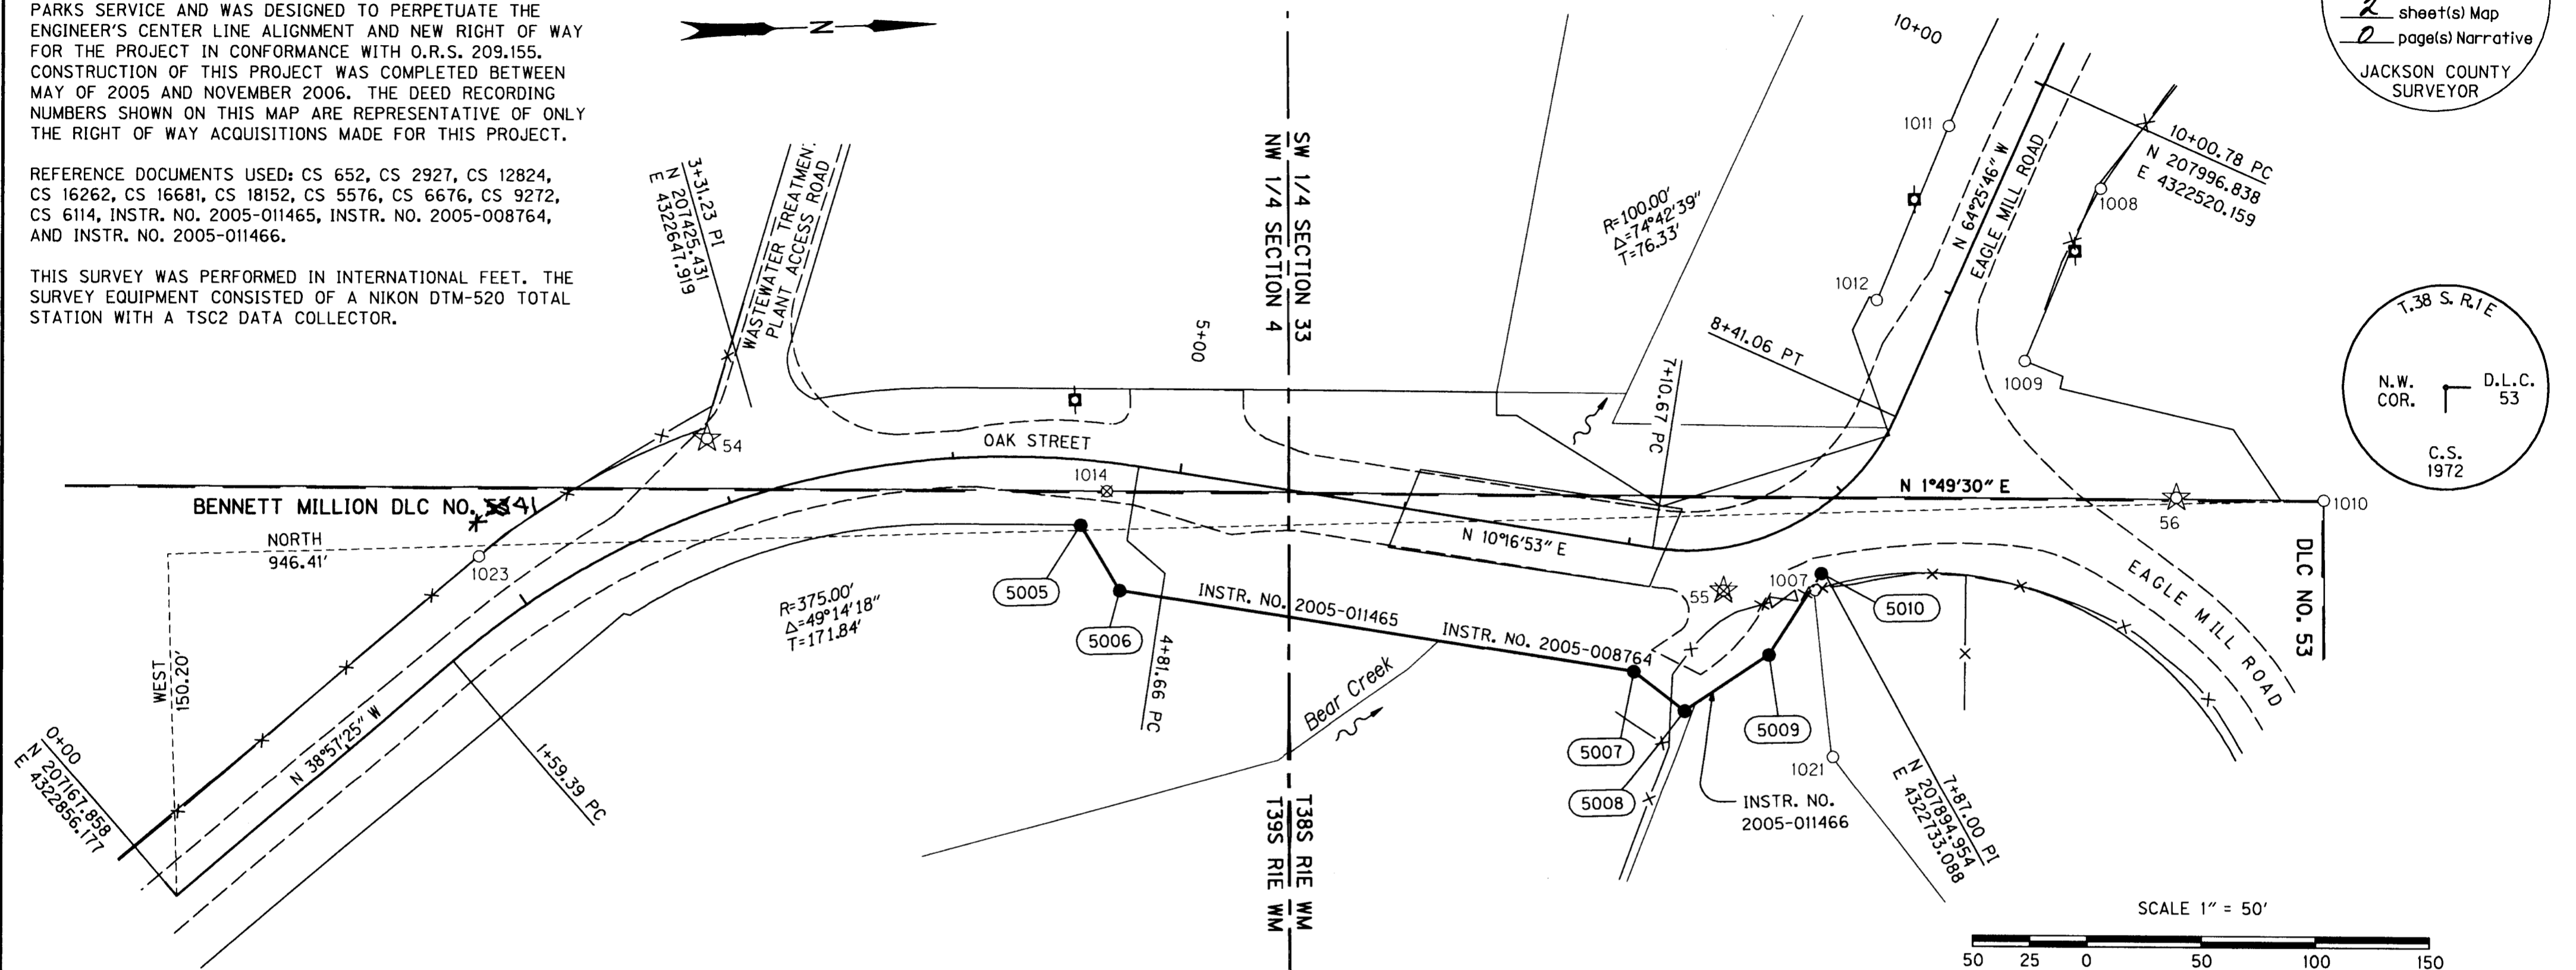 PARKS SERVICE AND WAS DESIGNED TO PERPETUATE THE
ENGINEER'S CENTER LINE ALIGNMENT AND NEW RIGHT OF WAY
FOR THE PROJECT IN CONFORMANCE WITH O.R.S. 209.155.
CONSTRUCTION OF THIS PROJECT WAS COMPLETED BETWEEN
MAY OF 2005 AND NOVEMBER 2006. THE DEED RECORDING
NUMBERS SHOWN ON THIS MAP ARE REPRESENTATIVE OF ONLY
THE RIGHT OF WAY ACQUISITIONS MADE FOR THIS PROJECT.
REFERENCE DOCUMENTS USED: CS 652, CS 2927, CS 12824,
CS 16262, CS 16681, CS 18152, CS 5576, CS 6676, CS 9272,
CS 6114, INSTR. NO. 2005-011465, INSTR. NO. 2005-008764,
AND INSTR. NO. 2005-011466.
THIS SURVEY WAS PERFORMED IN INTERNATIONAL FEET. THE
SURVEY EQUIPMENT CONSISTED OF A NIKON DTM-520 TOTAL
STATION WITH A TSC2 DATA COLLECTOR.
N
2 sheet(s) Map
0 page(s) Narrative
JACKSON COUNTY
SURVEYOR
T.38 S. R.1E
N.W.
COR.
D.L.C.
53
C.S.
1972
3+31.23 PI
N 207425.431
E 4322647.919
WASTEWATER TREATMENT
PLANT ACCESS ROAD
5+00
SW 1/4 SECTION 33
NW 1/4 SECTION 4
R=100.00'
Δ=74°42'39"
T=76.33'
10+00
1011
1012
N 64°25'46" W
EAGLE MILL ROAD
10+00.78 PC
N 207996.838
E 4322520.159
1008
1009
8+41.06 PT
7+10.67 PC
54
OAK STREET
1014
BENNETT MILLION DLC NO. 41
N 1°49'30" E
56
1010
DLC NO. 53
NORTH
946.41'
1023
WEST
150.20'
N 10°16'53" E
R=375.00'
Δ=49°14'18"
T=171.84'
5005
5006
4+81.66 PC
INSTR. NO. 2005-011465
INSTR. NO. 2005-008764
Bear Creek
55
1007
5010
5009
5007
5008
1021
INSTR. NO.
2005-011466
7+87.00 PI
N 207894.954
E 4322733.088
EAGLE MILL ROAD
0+00
N 207167.858
E 4322856.177
N 38°57'25" W
1+59.39 PC
T38S R1E WM
T39S R1E WM
SCALE 1" = 50'
50 25 0 50 100 150